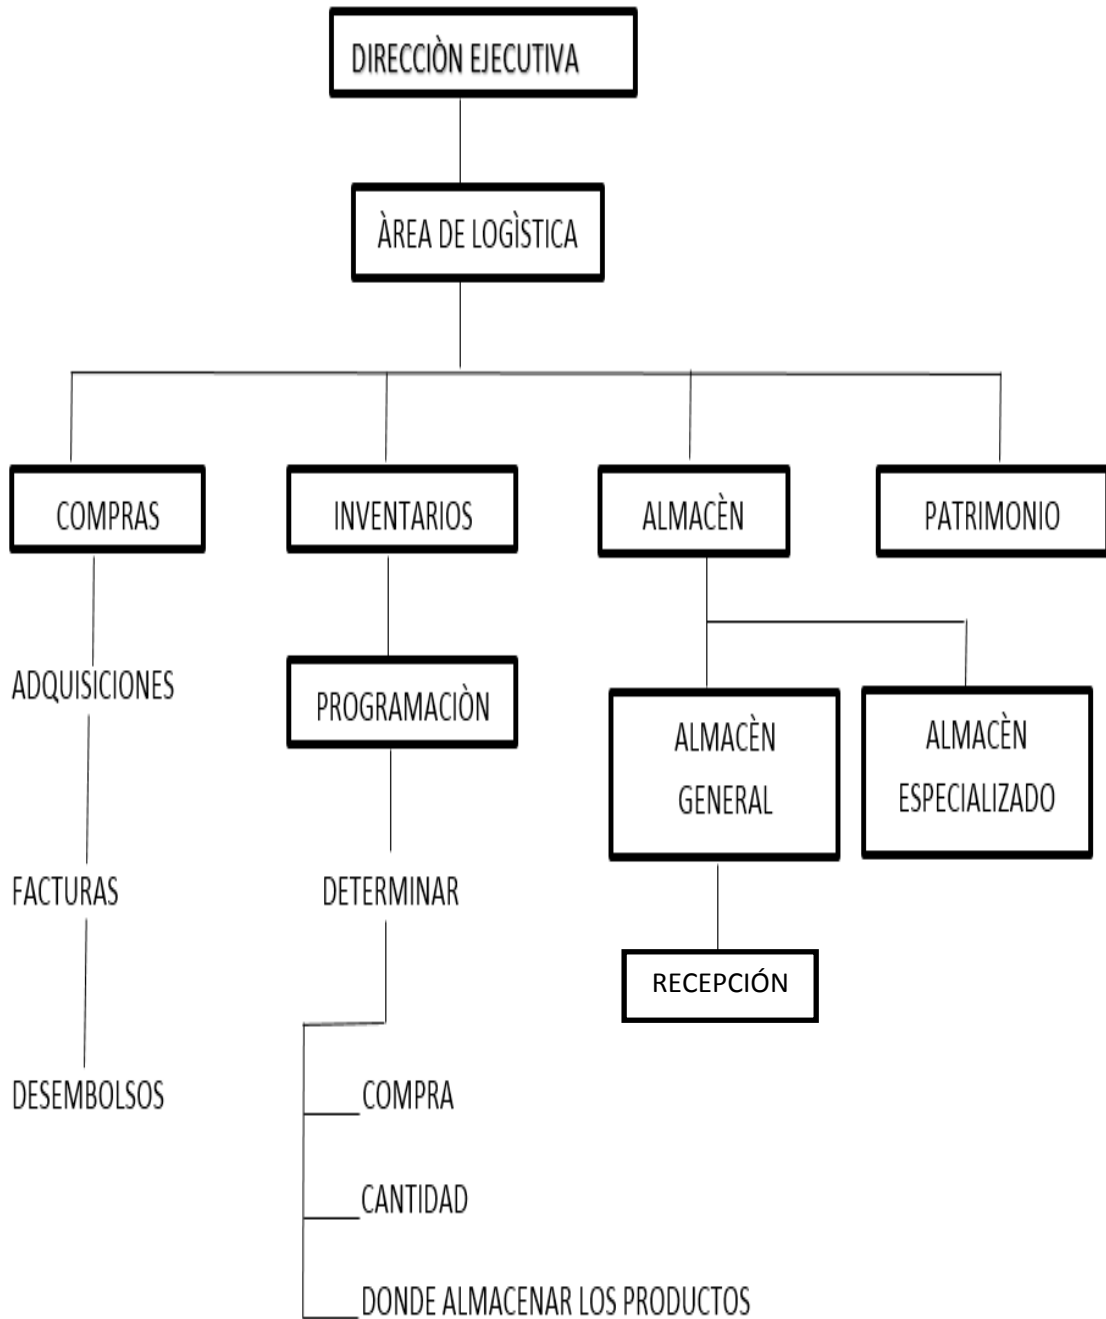 DIRECCIÒN EJECUTIVA
ÀREA DE LOGÌSTICA
COMPRAS
INVENTARIOS
ALMACÈN
PATRIMONIO
ADQUISICIONES
PROGRAMACIÒN
ALMACÈN
GENERAL
ALMACÈN
ESPECIALIZADO
FACTURAS
DETERMINAR
RECEPCIÓN
DESEMBOLSOS
COMPRA
CANTIDAD
DONDE ALMACENAR LOS PRODUCTOS